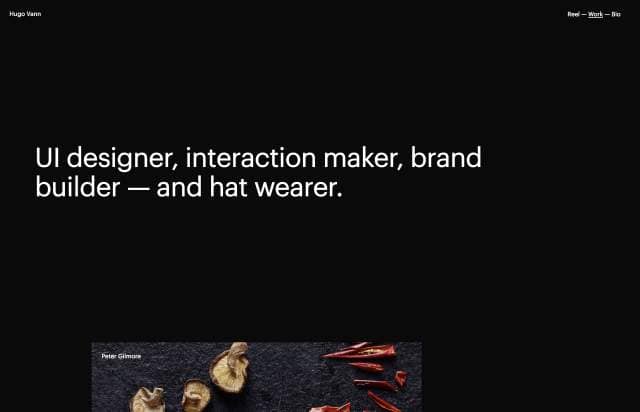 Hugo Vann
Reel — Work — Bio
UI designer, interaction maker, brand
builder — and hat wearer.
Peter Gilmore